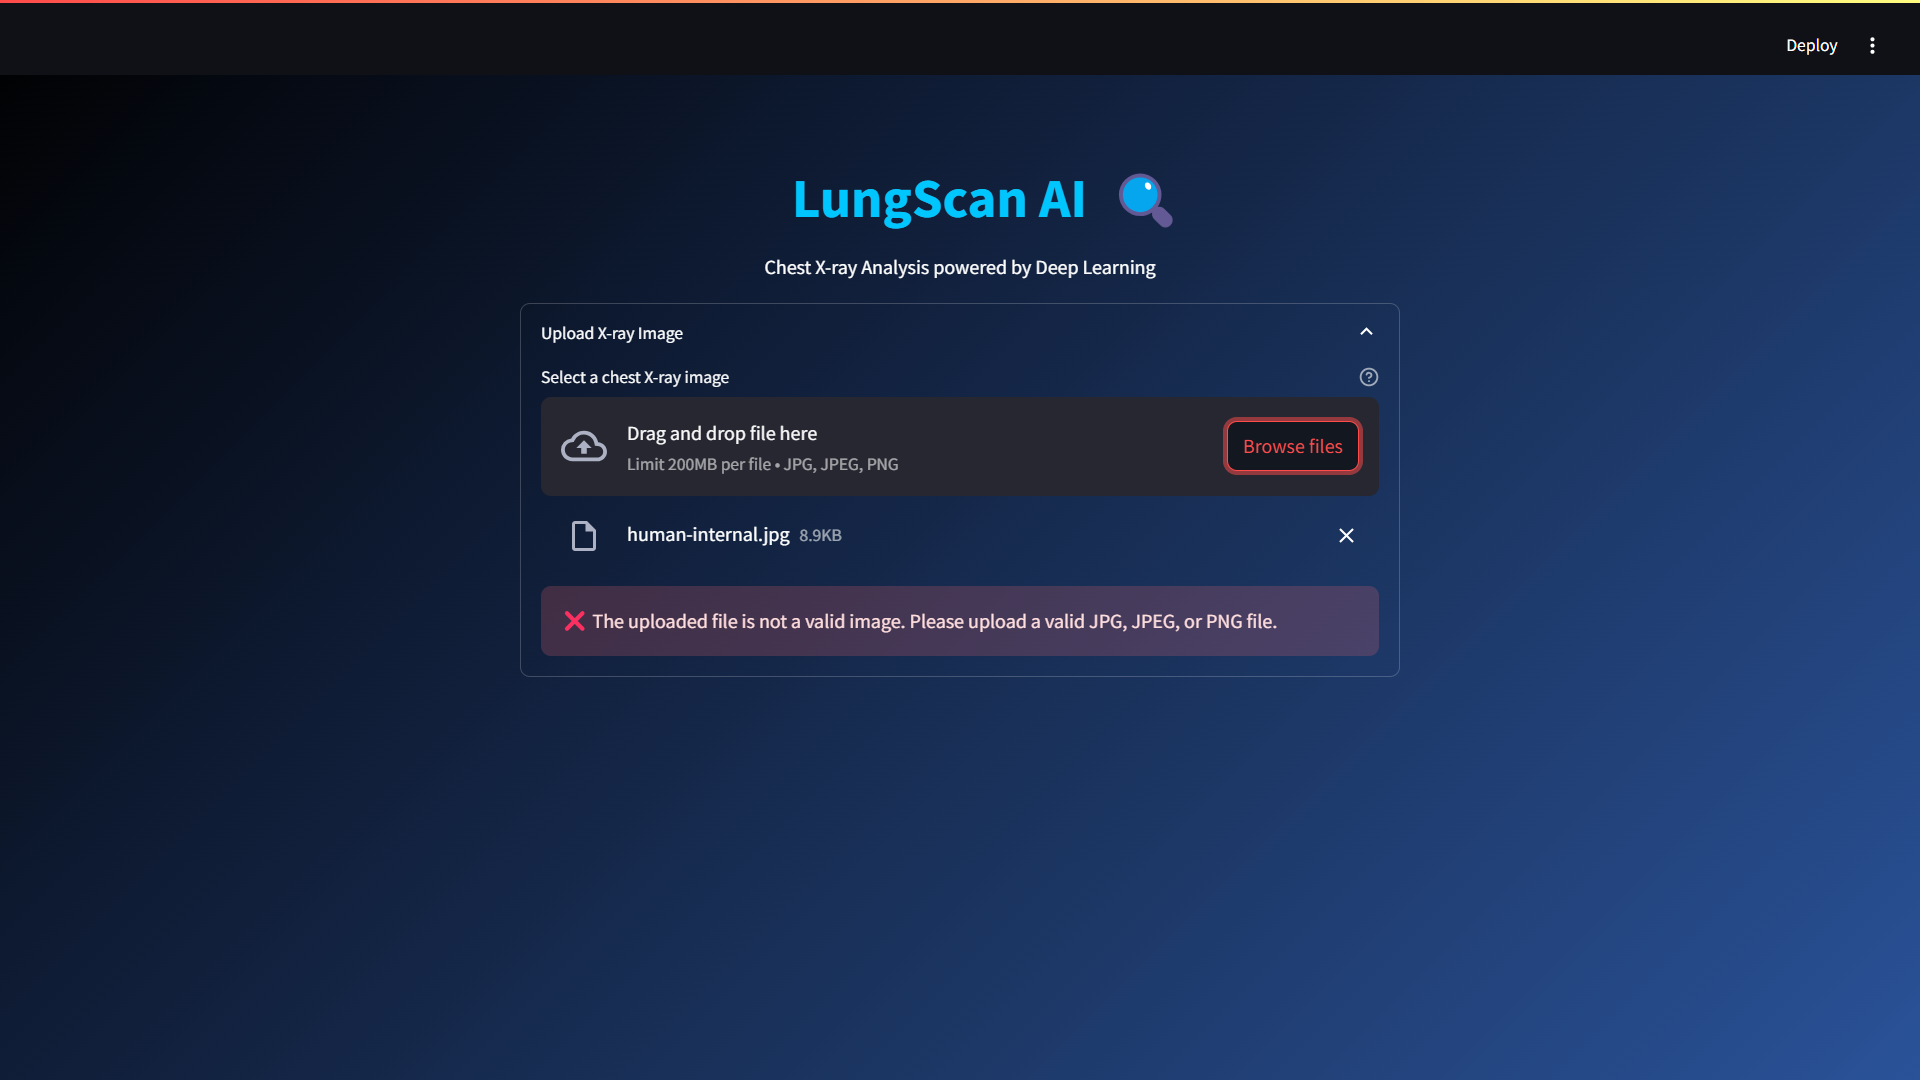 Deploy
LungScan AI
Chest X-ray Analysis powered by Deep Learning
Upload X-ray Image
Select a chest X-ray image
Drag and drop file here
Limit 200MB per file • JPG, JPEG, PNG
Browse files
human-internal.jpg 8.9KB
❌ The uploaded file is not a valid image. Please upload a valid JPG, JPEG, or PNG file.